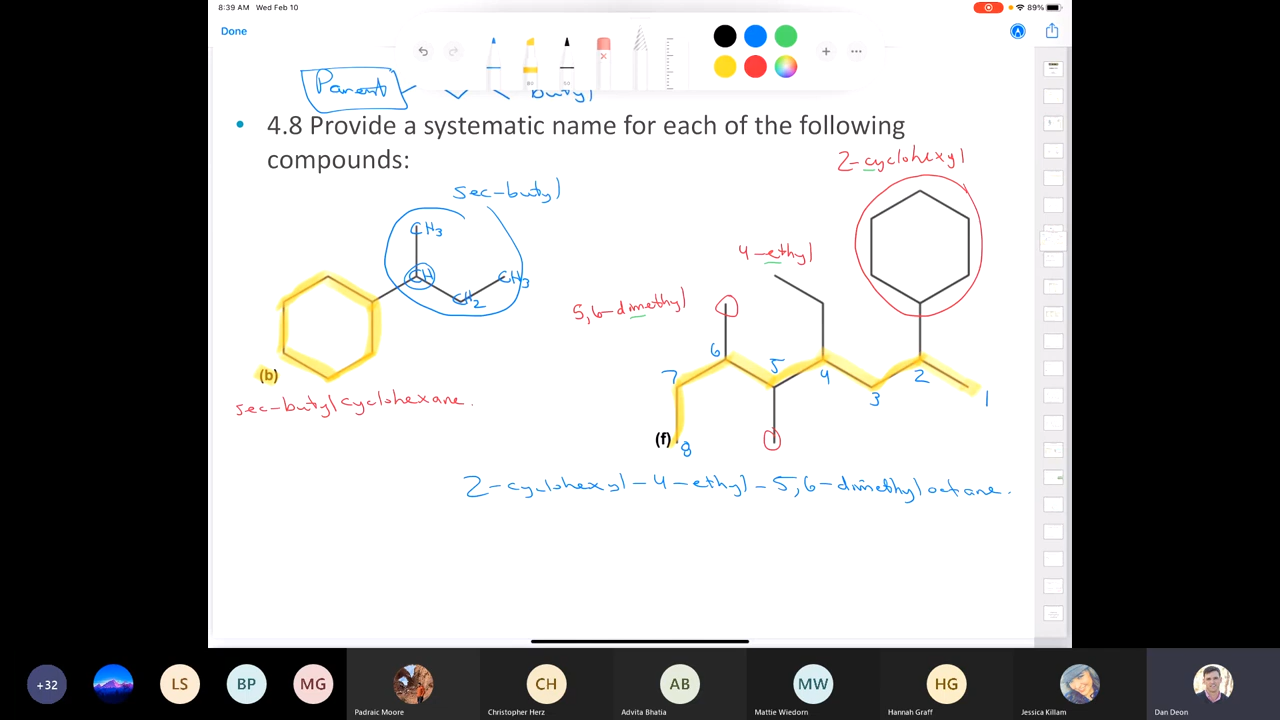 8:39 AM Wed Feb 10
89%
Done
Parent
butyl
• 4.8 Provide a systematic name for each of the following
compounds:
2-cyclohexyl
sec-butyl
CH3
4-ethyl
CH
CH3
CH2
5,6-dimethyl
6
5
7
4
2
3
1
(b)
sec-butylcyclohexane.
(f)
8
2-cyclohexyl-4-ethyl-5,6-dimethyloctane.
+32
LS
BP
MG
CH
AB
MW
HG
Padraic Moore
Christopher Herz
Advita Bhatia
Mattie Wiedorn
Hannah Graff
Jessica Killam
Dan Deon